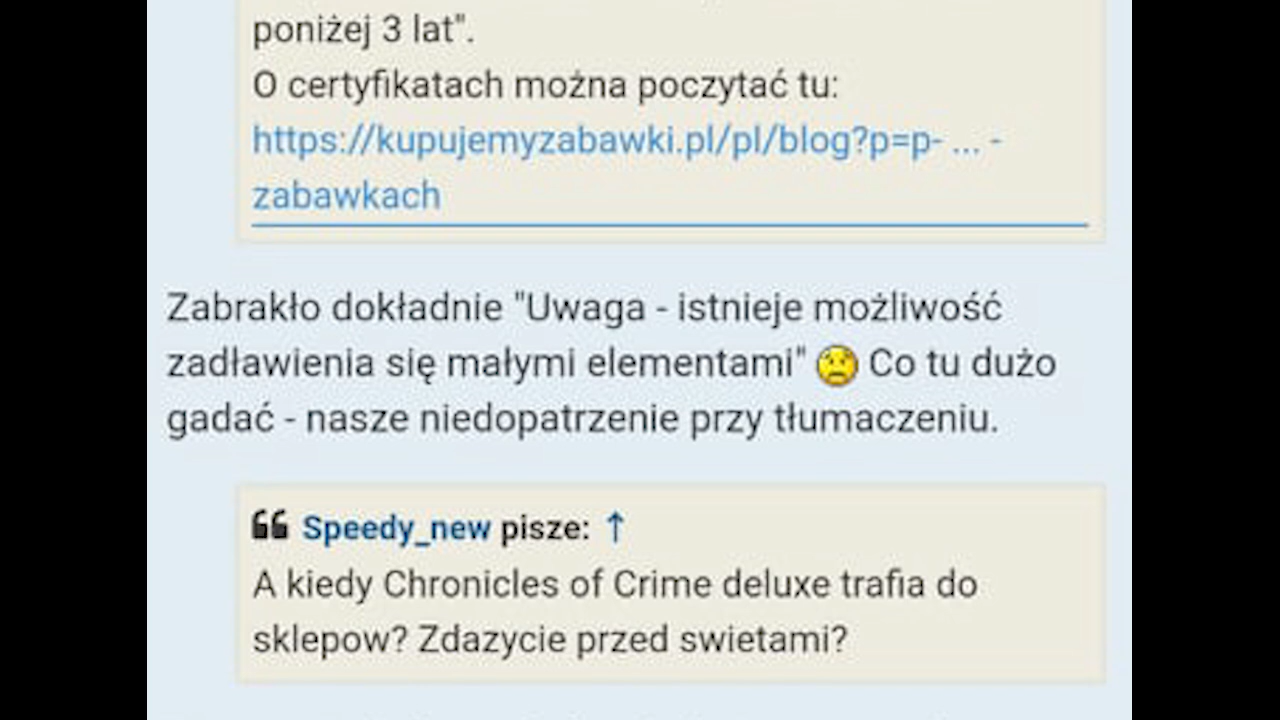 poniżej 3 lat".
O certyfikatach można poczytać tu:
https://kupujemyzabawki.pl/pl/blog?p=p- ... -
zabawkach
Zabrakło dokładnie "Uwaga - istnieje możliwość
zadławienia się małymi elementami" Co tu dużo
gadać - nasze niedopatrzenie przy tłumaczeniu.
Speedy_new pisze: ↑
A kiedy Chronicles of Crime deluxe trafia do
sklepow? Zdazycie przed swietami?